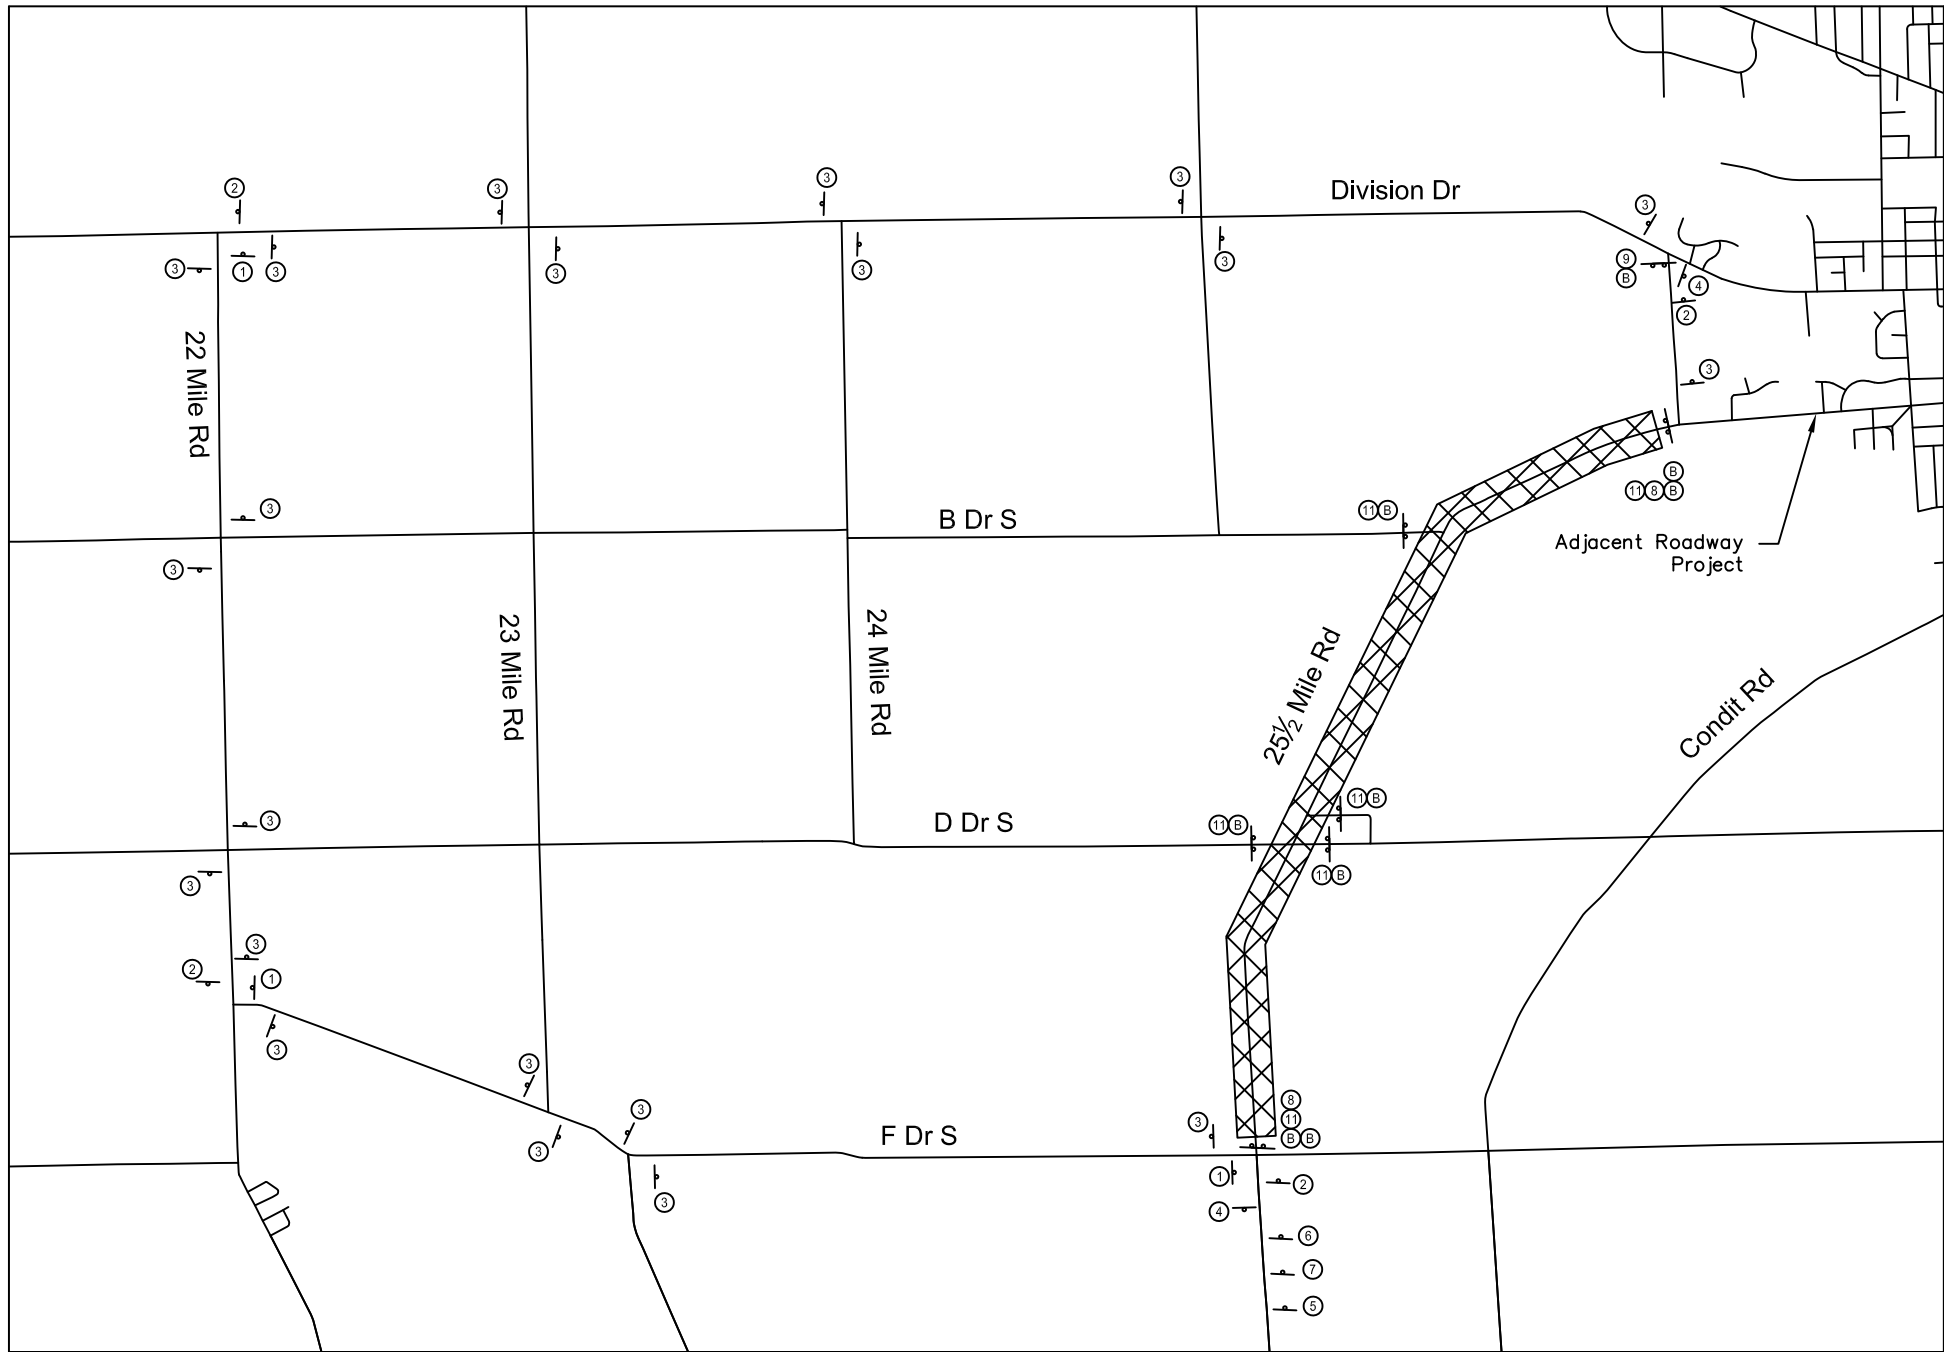 Division Dr
2
3
3
3
3
9
B
4
2
3
1
3
3
3
3
3
22 Mile Rd
3
B Dr S
11 B
B
11 8 B
Adjacent Roadway
Project
3
23 Mile Rd
24 Mile Rd
25½ Mile Rd
Condit Rd
3
D Dr S
11 B
11 B
11 B
3
3
2
1
3
3
3
3
3
F Dr S
3
8
11
B B
1
2
4
6
7
5